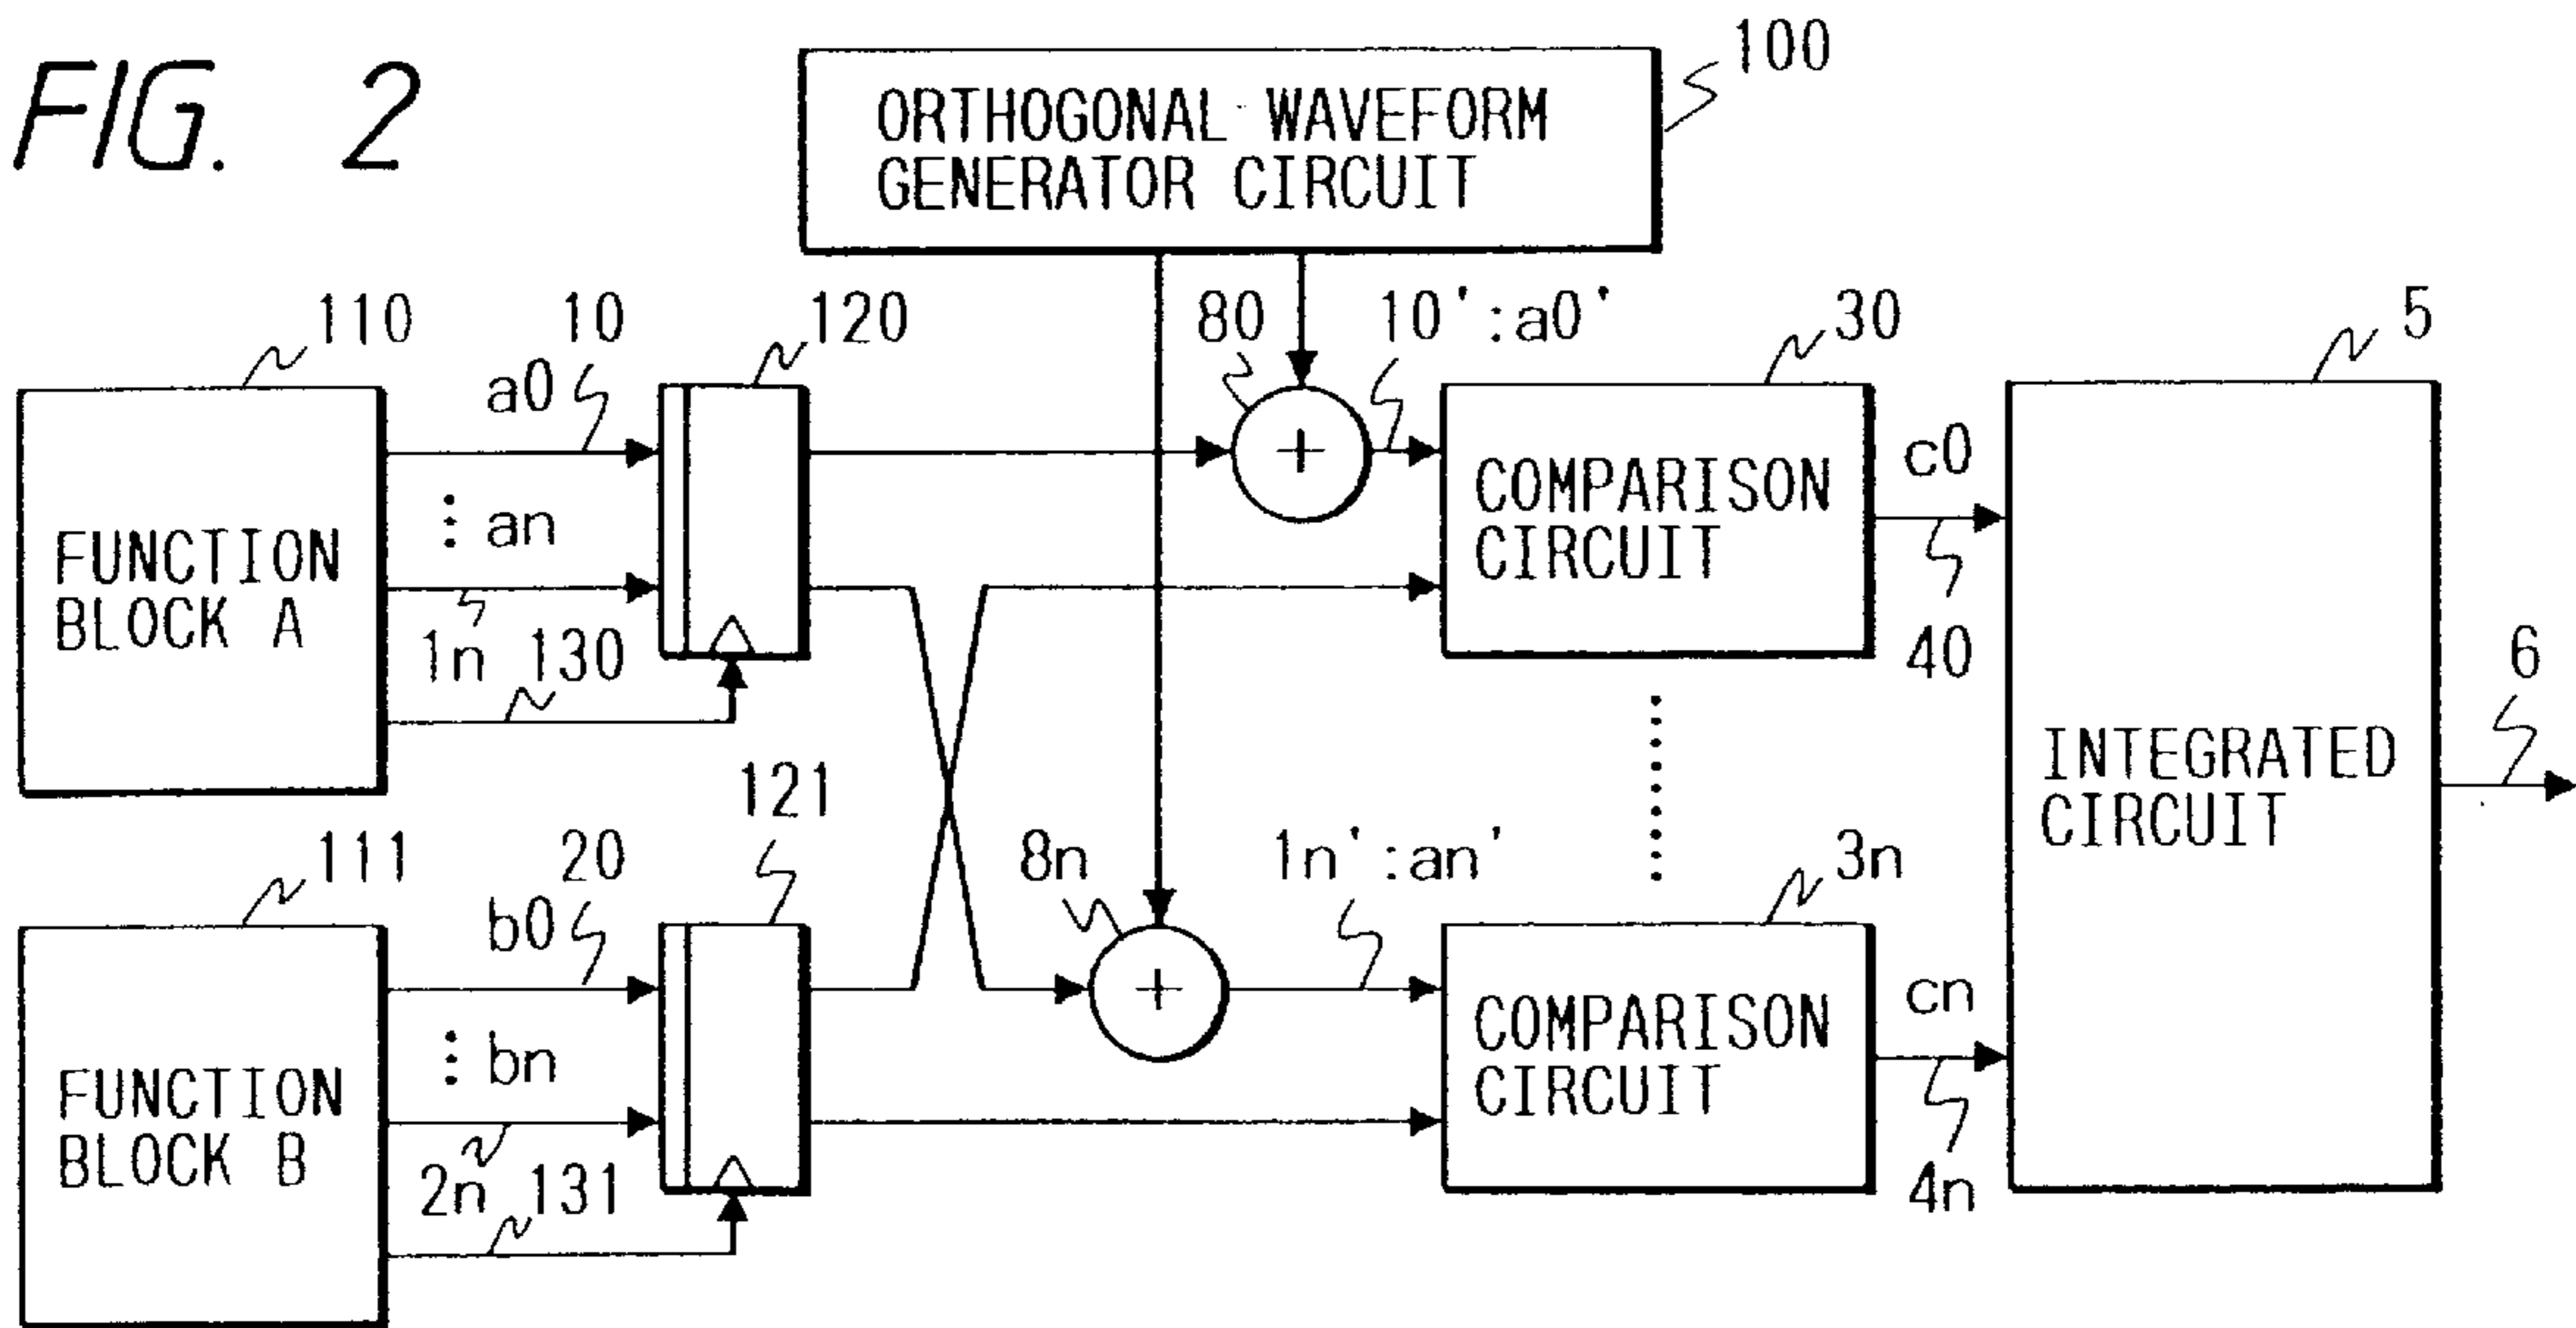 FIG. 2
100
ORTHOGONAL WAVEFORM
GENERATOR CIRCUIT
110
10
120
80
10':a0'
30
5
a0
an
1n
130
FUNCTION
BLOCK A
+
COMPARISON
CIRCUIT
c0
40
6
INTEGRATED
CIRCUIT
111
20
121
8n
1n':an'
3n
b0
bn
2n
131
FUNCTION
BLOCK B
+
COMPARISON
CIRCUIT
cn
4n